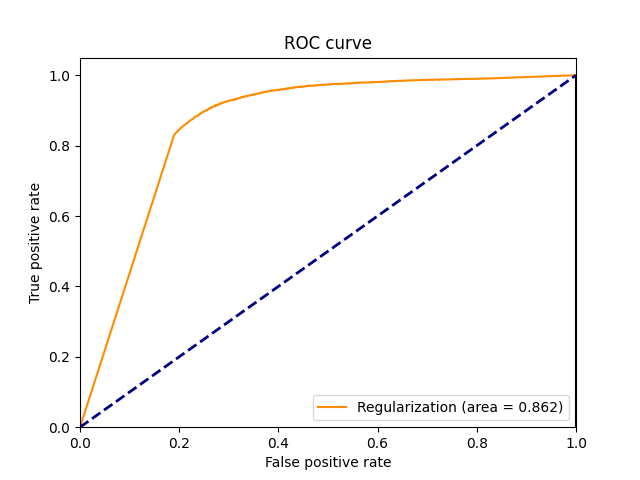 ROC curve
True positive rate
1.0
0.8
0.6
0.4
0.2
0.0
Regularization (area = 0.862)
0.0 0.2 0.4 0.6 0.8 1.0
False positive rate